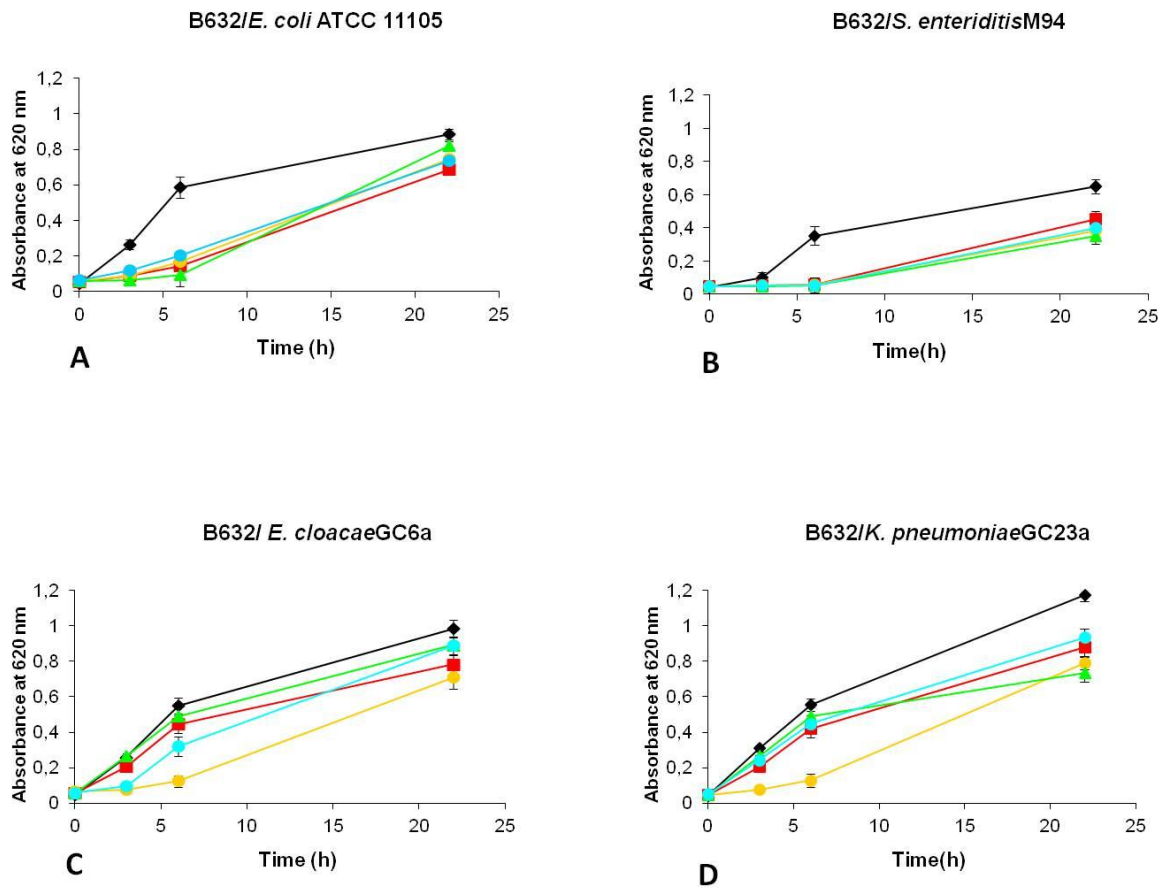 B632/E. coli ATCC 11105
Absorbance at 620 nm
1,2
1
0,8
0,6
0,4
0,2
0
0 5 10 15 20 25
Time (h)
A
B632/S. enteriditisM94
Absorbance at 620 nm
1,2
1
0,8
0,6
0,4
0,2
0
0 5 10 15 20 25
Time(h)
B
B632/ E. cloacaeGC6a
Absorbance at 620 nm
1,2
1
0,8
0,6
0,4
0,2
0
0 5 10 15 20 25
Time (h)
C
B632/K. pneumoniaeGC23a
Absorbance at 620 nm
1,2
1
0,8
0,6
0,4
0,2
0
0 5 10 15 20 25
Time(h)
D